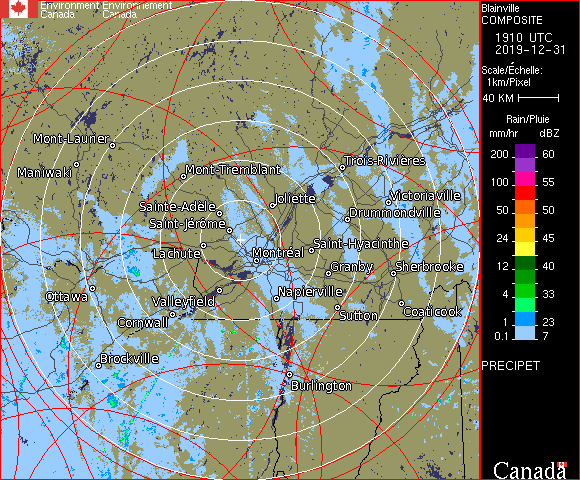 Environment Environnement
Canada Canada
Blainville
COMPOSITE
1910 UTC
2019-12-31
Scale/Échelle:
1km/Pixel
40 KM
Rain/Pluie
mm/hr dBZ
200 60
100 55
50 50
24 45
12 40
4 33
1 23
0.1 7
PRECIPET
Canada
Mont-Laurier
Maniwaki
Mont-Tremblant
Trois-Rivières
Sainte-Adèle
Joliette
Victoriaville
Saint-Jérôme
Drummondville
Lachute
Montréal
Saint-Hyacinthe
Granby
Sherbrooke
Ottawa
Valleyfield
Napierville
Cornwall
Sutton
Coaticook
Brockville
Burlington